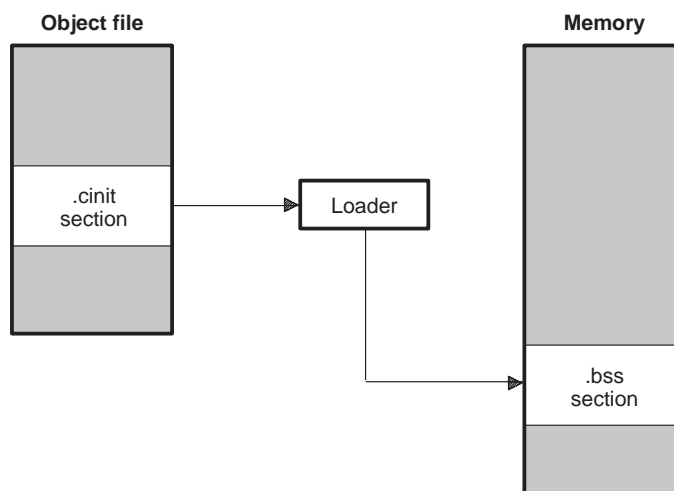 Object file
Memory
.cinit
section
Loader
.bss
section